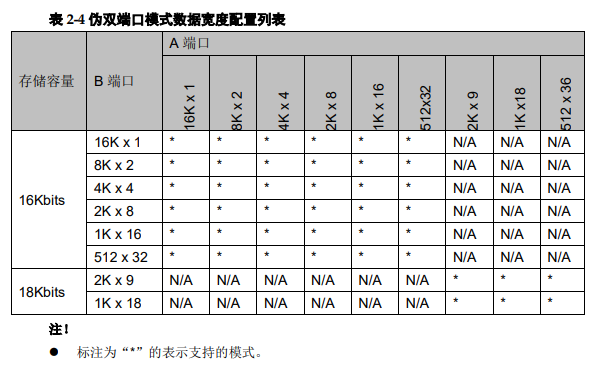 表 2-4 伪双端口模式数据宽度配置列表
存储容量 B 端口 A 端口
16K x 1 8K x 2 4K x 4 2K x 8 1K x 16 512x32 2K x 9 1K x18 512 x 36
16Kbits
16K x 1 * * * * * * N/A N/A N/A
8K x 2 * * * * * * N/A N/A N/A
4K x 4 * * * * * * N/A N/A N/A
2K x 8 * * * * * * N/A N/A N/A
1K x 16 * * * * * * N/A N/A N/A
512 x 32 * * * * * * N/A N/A N/A
18Kbits
2K x 9 N/A N/A N/A N/A N/A N/A * * *
1K x 18 N/A N/A N/A N/A N/A N/A * * *
注！
● 标注为“*”的表示支持的模式。